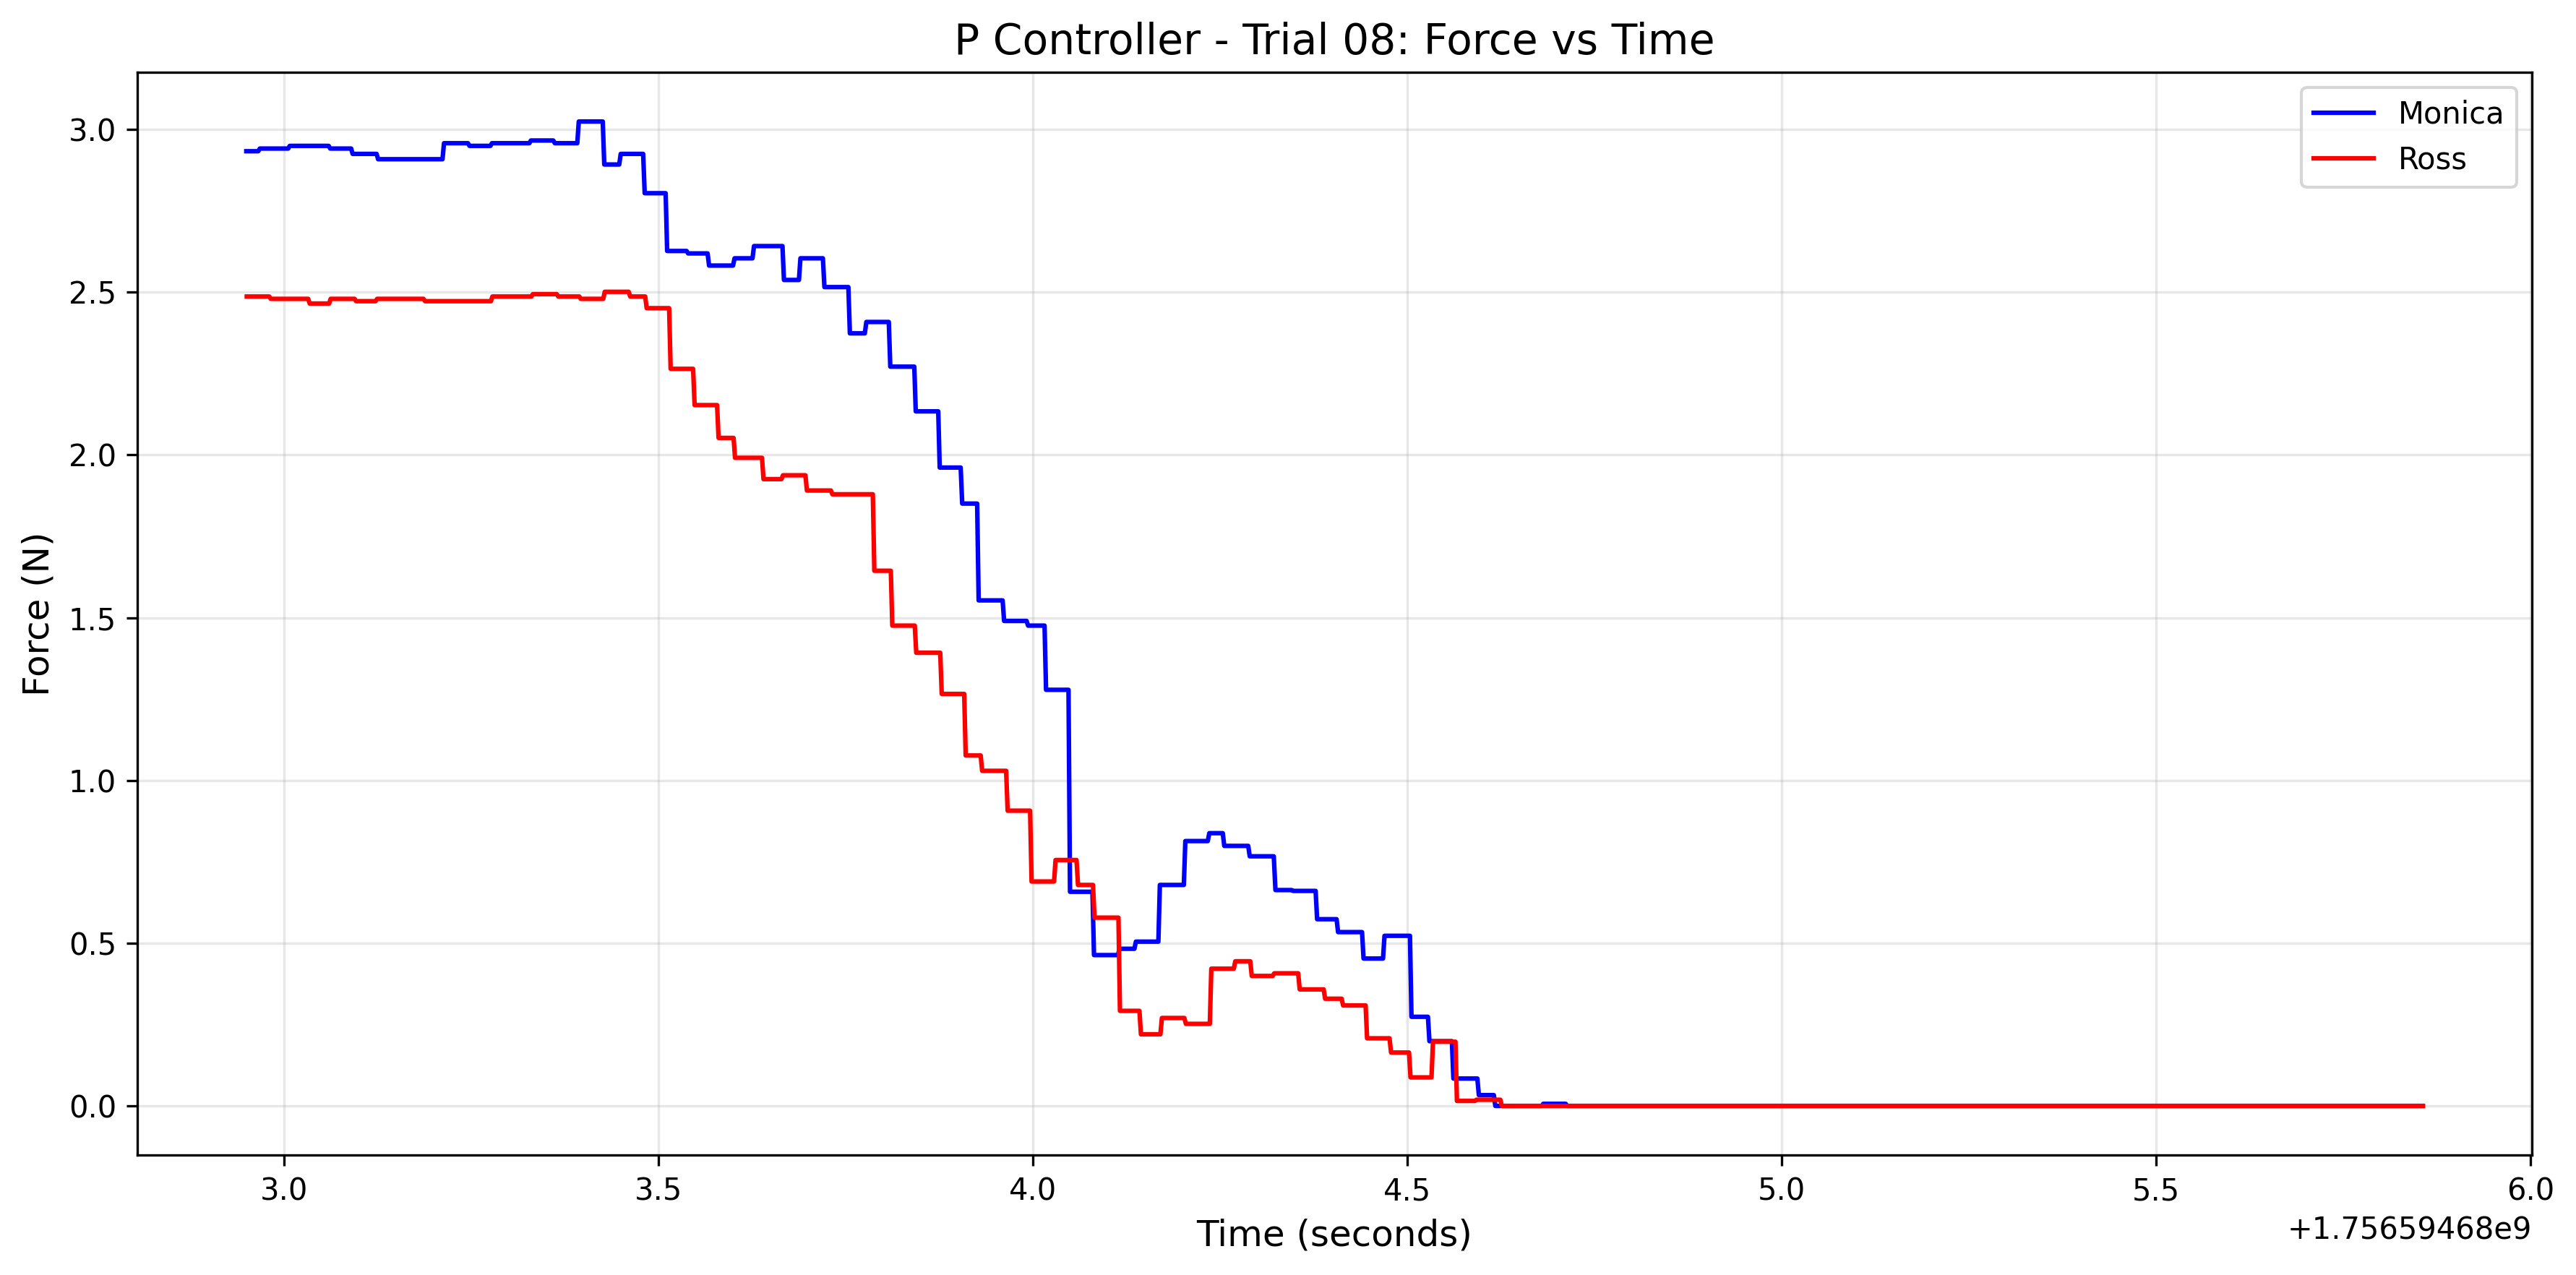 P Controller - Trial 08: Force vs Time
Monica
Ross
Force (N)
3.0
2.5
2.0
1.5
1.0
0.5
0.0
3.0 3.5 4.0 4.5 5.0 5.5 6.0
+1.75659468e9
Time (seconds)